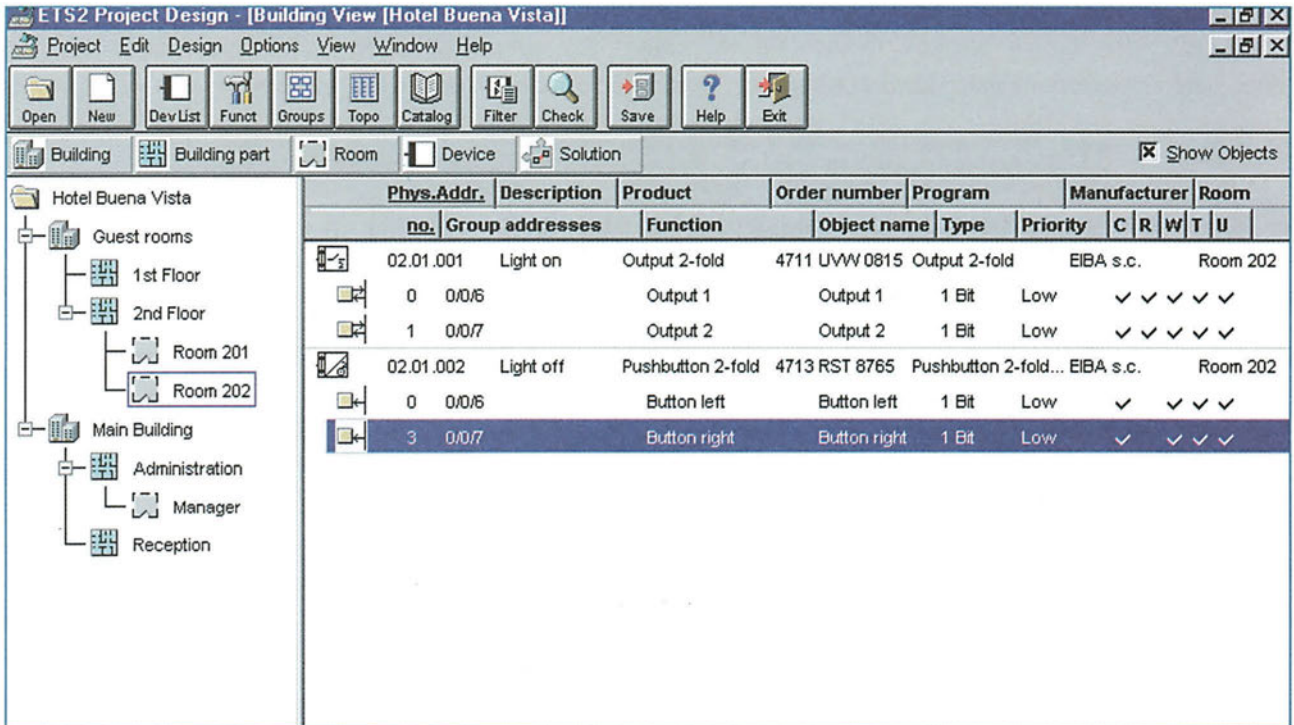 ETS2 Project Design - [Building View [Hotel Buena Vista]]
Project Edit Design Options View Window Help
Open New Dev List Funct Groups Topo Catalog Filter Check Save Help Exit
Building Building part Room Device Solution Show Objects
Hotel Buena Vista
Guest rooms
1st Floor
2nd Floor
Room 201
Room 202
Main Building
Administration
Manager
Reception
Phys.Addr. Description Product Order number Program Manufacturer Room
no. Group addresses Function Object name Type Priority C R W T U
02.01.001 Light on Output 2-fold 4711 UVW 0815 Output 2-fold EIBA s.c. Room 202
0 0/0/6 Output 1 Output 1 1 Bit Low ✓ ✓ ✓ ✓ ✓
1 0/0/7 Output 2 Output 2 1 Bit Low ✓ ✓ ✓ ✓ ✓
02.01.002 Light off Pushbutton 2-fold 4713 RST 8765 Pushbutton 2-fold... EIBA s.c. Room 202
0 0/0/6 Button left Button left 1 Bit Low ✓ ✓ ✓ ✓
3 0/0/7 Button right Button right 1 Bit Low ✓ ✓ ✓ ✓